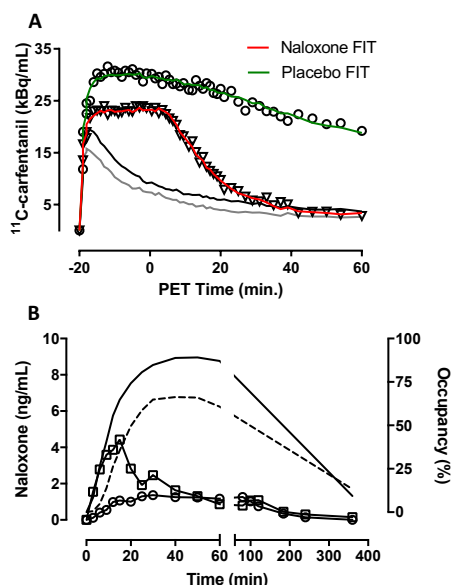 A
35
25
15
5
¹¹C-carfentanil (kBq/mL)
Naloxone FIT
Placebo FIT
-20 0 20 40 60
PET Time (min.)
B
10
8
6
4
2
0
Naloxone (ng/mL)
100
75
50
25
0
Occupancy (%)
0 20 40 60 100 200 300 400
Time (min)